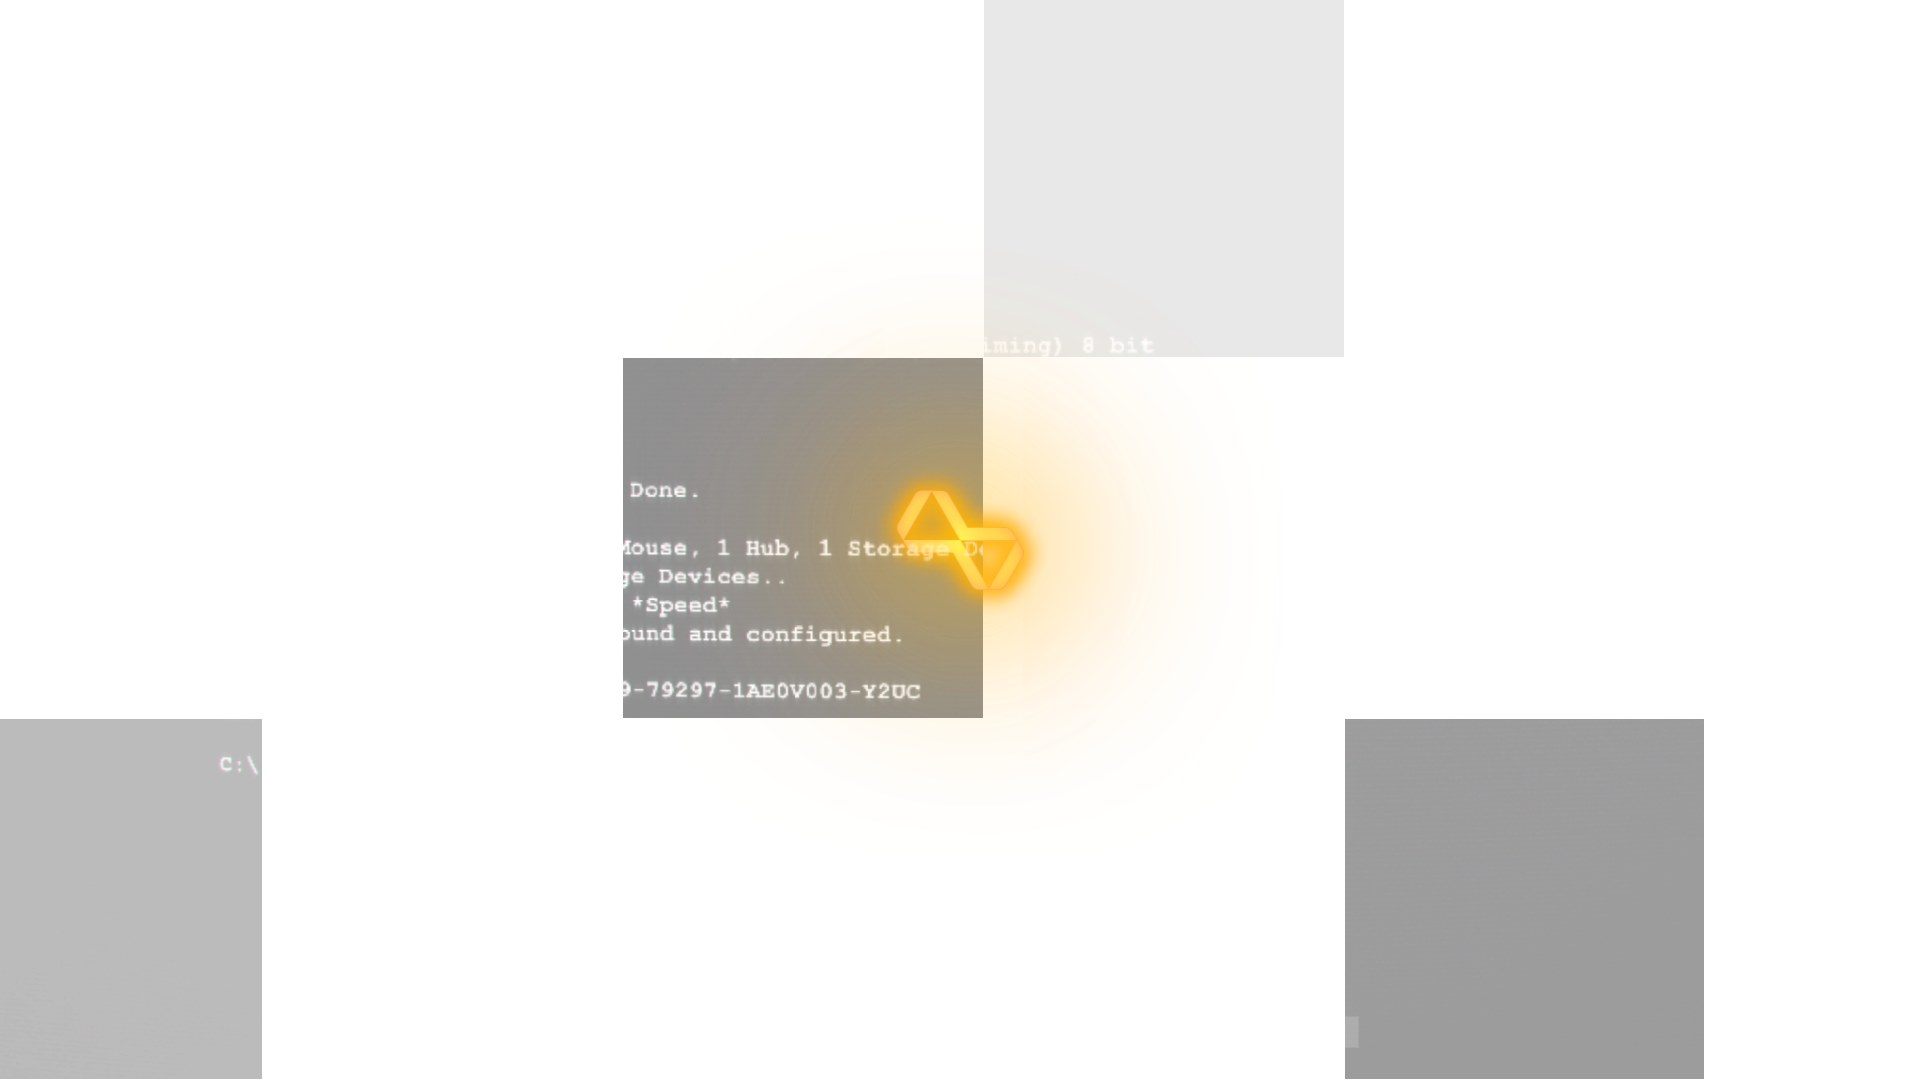 iming) 8 bit
Done.
Mouse, 1 Hub, 1 Storage De
ge Devices..
*Speed*
ound and configured.
9-79297-1AE0V003-Y2UC
C:\